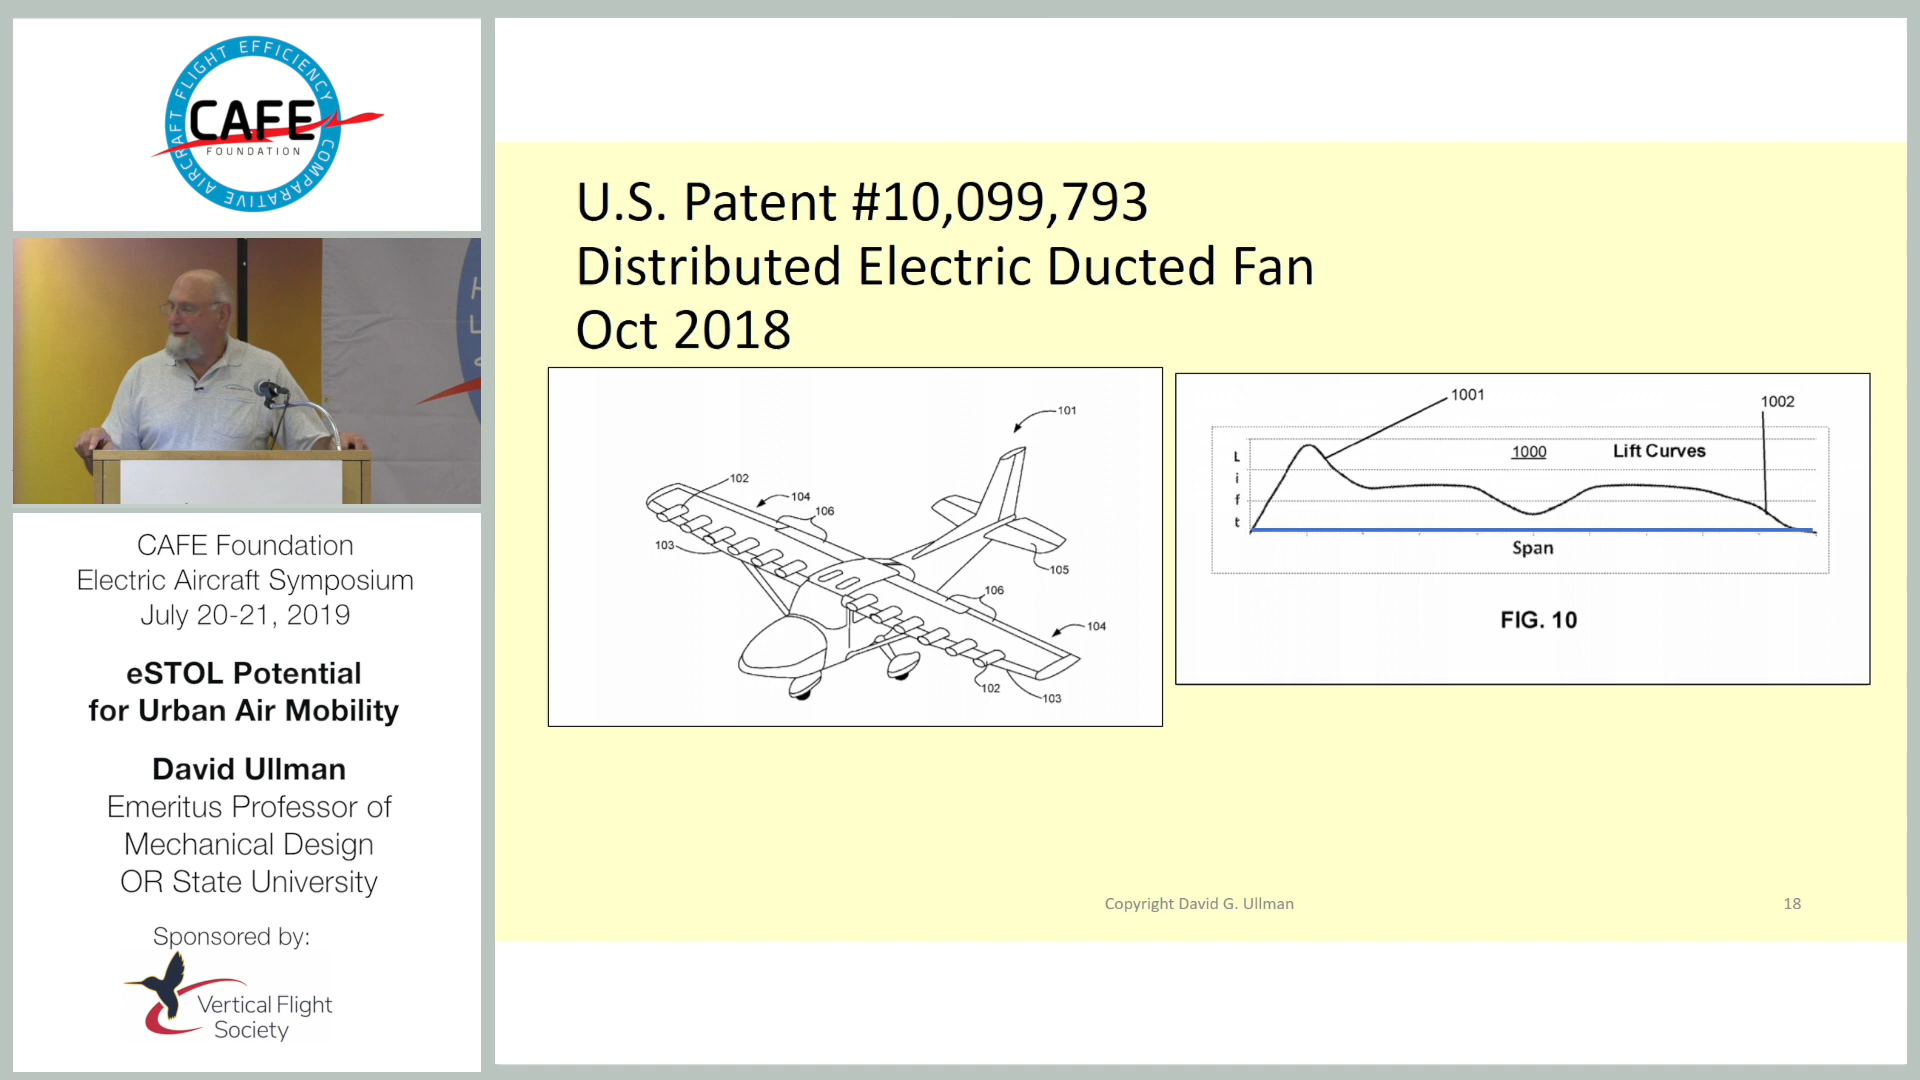 COMPARATIVE AIRCRAFT FLIGHT EFFICIENCY
CAFE
FOUNDATION
CAFE Foundation
Electric Aircraft Symposium
July 20-21, 2019
eSTOL Potential
for Urban Air Mobility
David Ullman
Emeritus Professor of
Mechanical Design
OR State University
Sponsored by:
Vertical Flight
Society
U.S. Patent #10,099,793
Distributed Electric Ducted Fan
Oct 2018
101
102
104
106
103
105
106
104
102
103
1001
1002
1000
Lift Curves
Lift
Span
FIG. 10
Copyright David G. Ullman
18